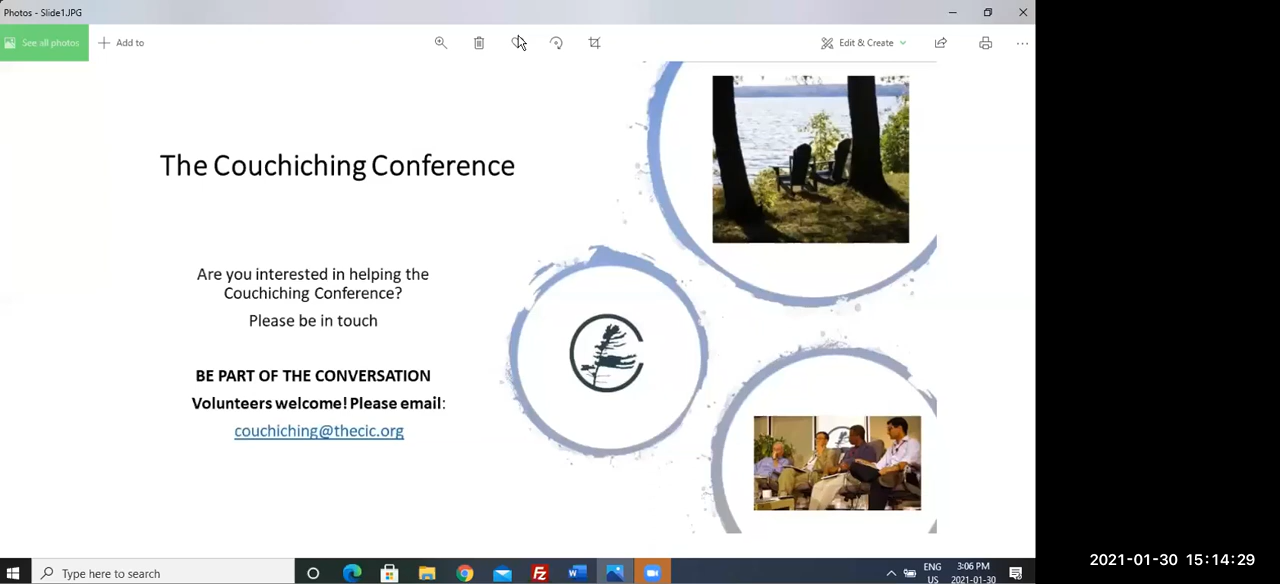 Photos - Slide1.JPG
See all photos
Add to
Edit & Create
The Couchiching Conference
Are you interested in helping the
Couchiching Conference?
Please be in touch
BE PART OF THE CONVERSATION
Volunteers welcome! Please email:
couchiching@thecic.org
Type here to search
ENG
US
3:06 PM
2021-01-30
2021-01-30 15:14:29